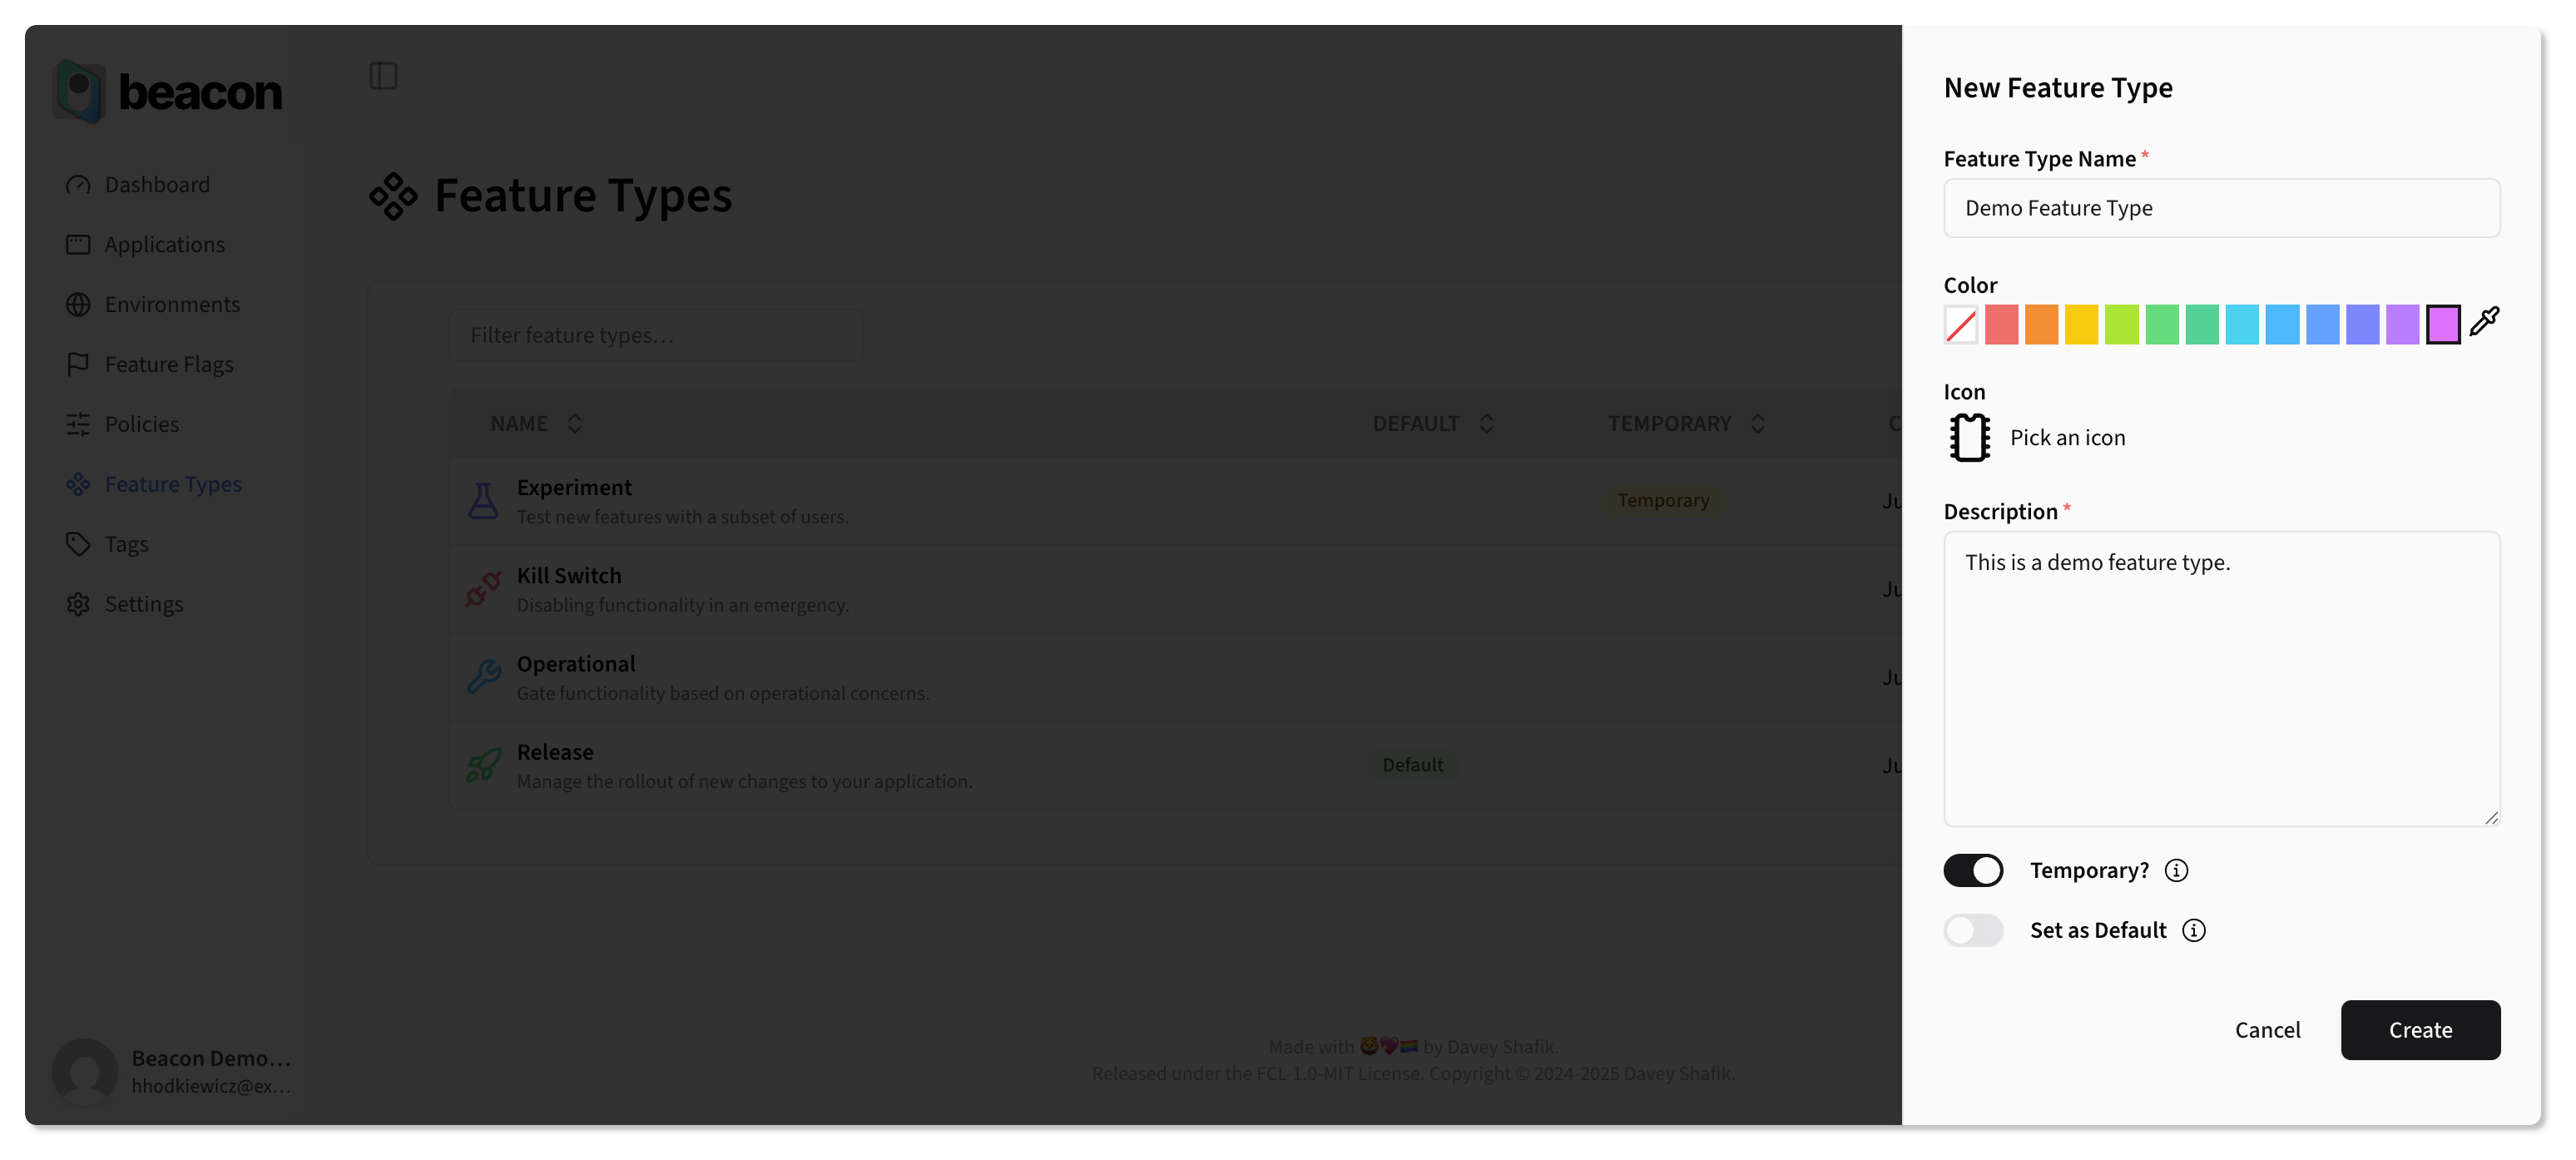 beacon
Dashboard
Applications
Environments
Feature Flags
Policies
Feature Types
Tags
Settings
Beacon Demo…
hhodkiewicz@ex…
Feature Types
Filter feature types…
NAME DEFAULT TEMPORARY C
Experiment
Test new features with a subset of users.
Temporary
Ju
Kill Switch
Disabling functionality in an emergency.
Ju
Operational
Gate functionality based on operational concerns.
Ju
Release
Manage the rollout of new changes to your application.
Default
Ju
Made with 🦁💖🏳️‍🌈 by Davey Shafik.
Released under the FCL-1.0-MIT License. Copyright © 2024-2025 Davey Shafik.
New Feature Type
Feature Type Name *
Demo Feature Type
Color
Icon
Pick an icon
Description *
This is a demo feature type.
Temporary?
Set as Default
Cancel
Create